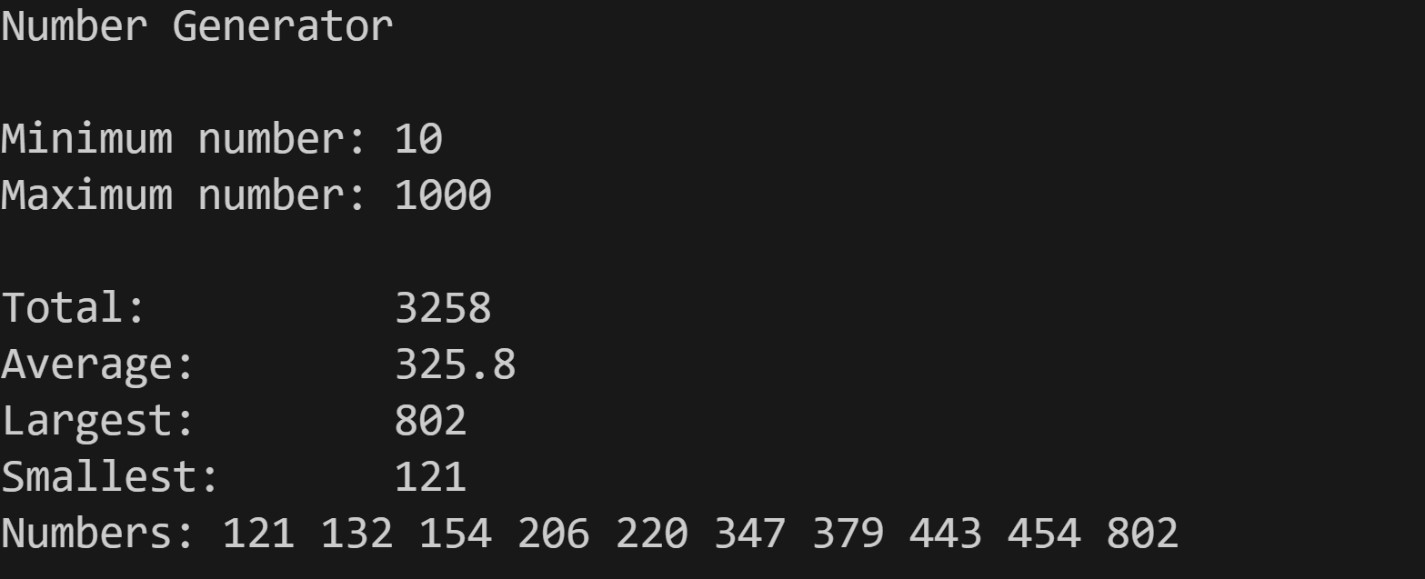 Number Generator
Minimum number: 10
Maximum number: 1000
Total: 3258
Average: 325.8
Largest: 802
Smallest: 121
Numbers: 121 132 154 206 220 347 379 443 454 802